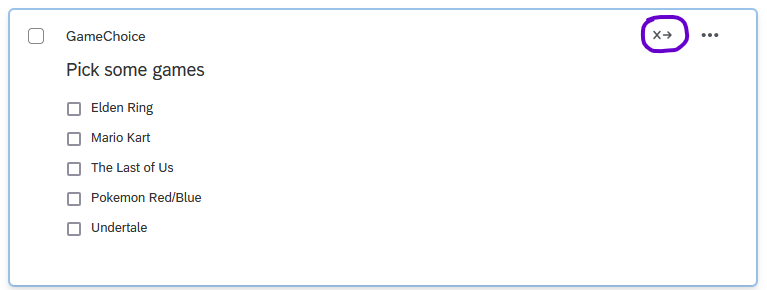 GameChoice
X→ •••
Pick some games
Elden Ring
Mario Kart
The Last of Us
Pokemon Red/Blue
Undertale